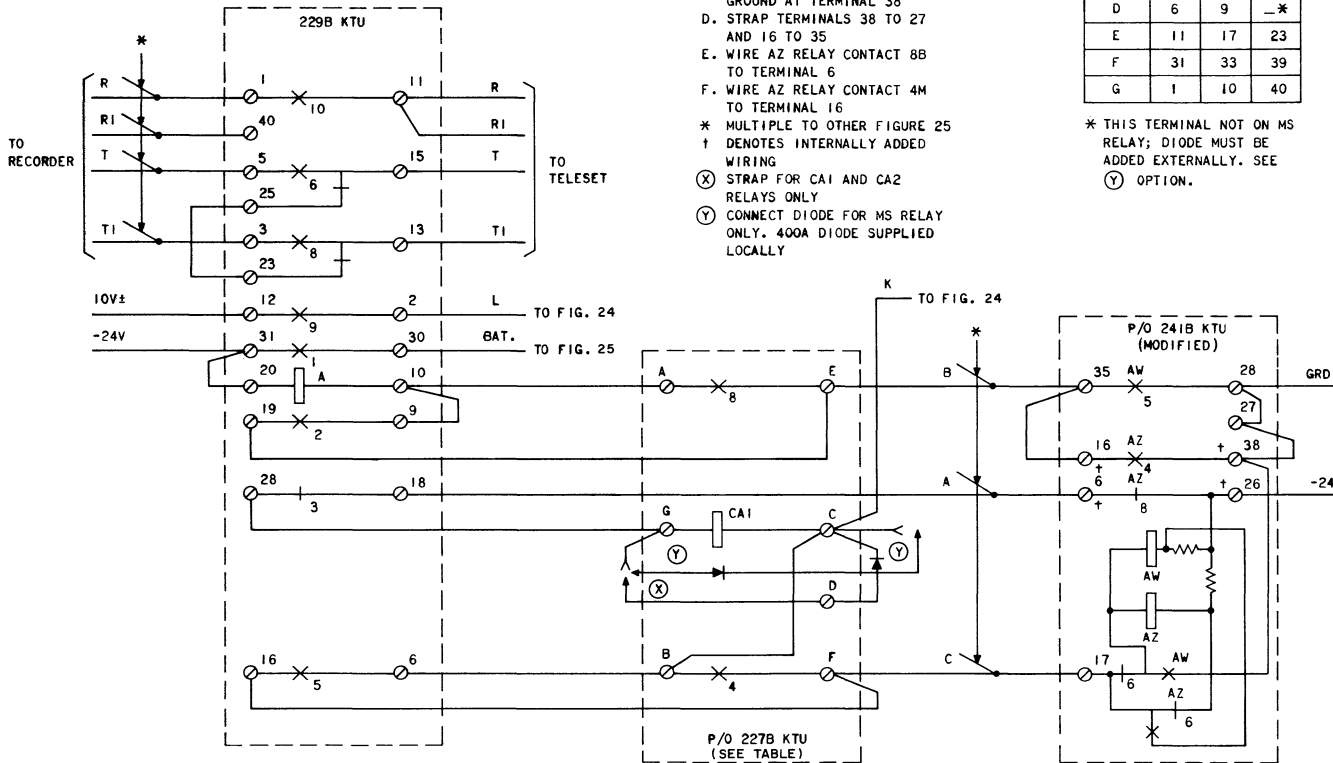 GROUND AT TERMINAL 38
D. STRAP TERMINALS 38 TO 27
AND 16 TO 35
E. WIRE AZ RELAY CONTACT 8B
TO TERMINAL 6
F. WIRE AZ RELAY CONTACT 4M
TO TERMINAL 16
* MULTIPLE TO OTHER FIGURE 25
† DENOTES INTERNALLY ADDED
WIRING
Ⓧ STRAP FOR CA1 AND CA2
RELAYS ONLY
Ⓨ CONNECT DIODE FOR MS RELAY
ONLY. 400A DIODE SUPPLIED
LOCALLY
D 6 9 —*
E 11 17 23
F 31 33 39
G 1 10 40
* THIS TERMINAL NOT ON MS
RELAY; DIODE MUST BE
ADDED EXTERNALLY. SEE
Ⓨ OPTION.
229B KTU
*
R 1 10 11 R
R1 40 R1
TO
RECORDER
T 5 6 15 T
TO
TELESET
25
T1 3 8 13 T1
23
10V± 12 9 2 L TO FIG. 24
-24V 31 1 30 BAT. TO FIG. 25
20 A 10
19 2 9
28 3 18
16 5 6
K TO FIG. 24
A 8 E
G CA1 C
Ⓨ Ⓨ
Ⓧ D
B 4 F
P/O 227B KTU
(SEE TABLE)
*
B
A
C
P/O 241B KTU
(MODIFIED)
35 AW 5 28 GRD
27
16 † AZ 4 † 38
6 † AZ 8 † 26 -24
AW
AZ
17 6 AW
AZ
6